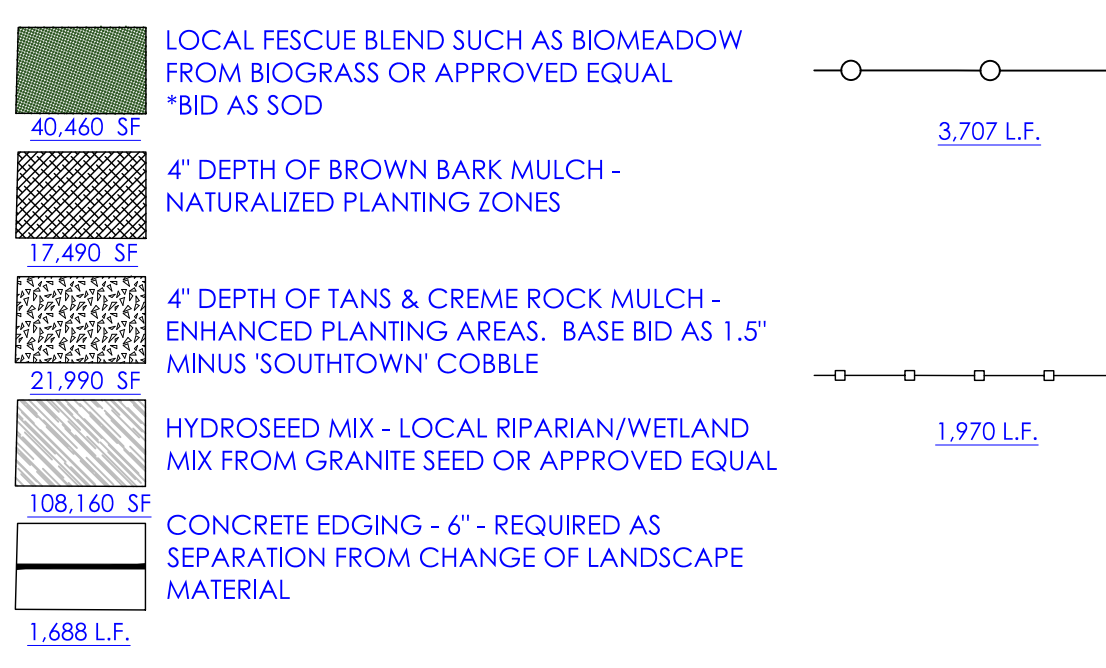 LOCAL FESCUE BLEND SUCH AS BIOMEADOW
FROM BIOGRASS OR APPROVED EQUAL
*BID AS SOD
40,460 SF
4" DEPTH OF BROWN BARK MULCH -
NATURALIZED PLANTING ZONES
17,490 SF
4" DEPTH OF TANS & CREME ROCK MULCH -
ENHANCED PLANTING AREAS. BASE BID AS 1.5"
MINUS 'SOUTHTOWN' COBBLE
21,990 SF
HYDROSEED MIX - LOCAL RIPARIAN/WETLAND
MIX FROM GRANITE SEED OR APPROVED EQUAL
108,160 SF
CONCRETE EDGING - 6" - REQUIRED AS
SEPARATION FROM CHANGE OF LANDSCAPE
MATERIAL
1,688 L.F.
3,707 L.F.
1,970 L.F.